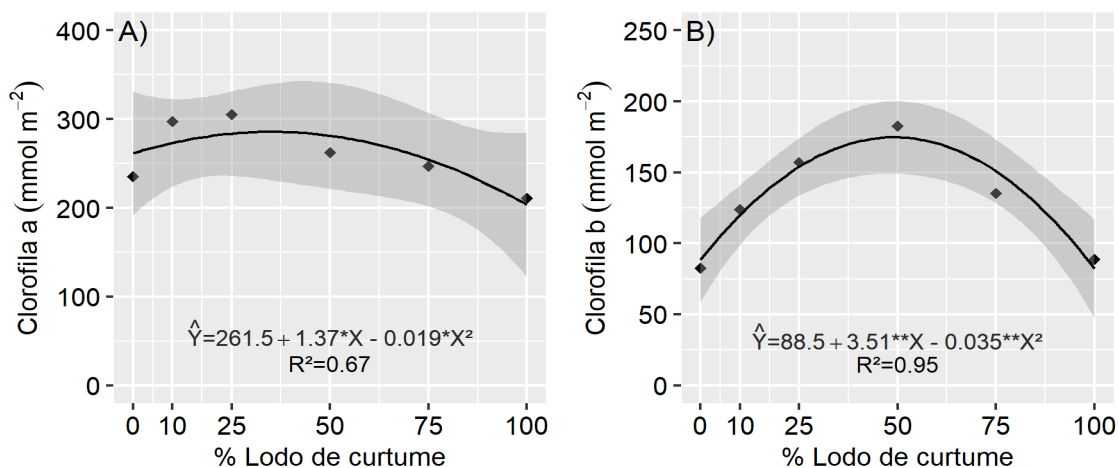 A)
Clorofila a (mmol m⁻²)
400
300
200
100
0
Ŷ=261.5 + 1.37*X - 0.019*X²
R²=0.67
0 10 25 50 75 100
% Lodo de curtume
B)
Clorofila b (mmol m⁻²)
250
200
150
100
50
0
Ŷ=88.5 + 3.51**X - 0.035**X²
R²=0.95
0 10 25 50 75 100
% Lodo de curtume